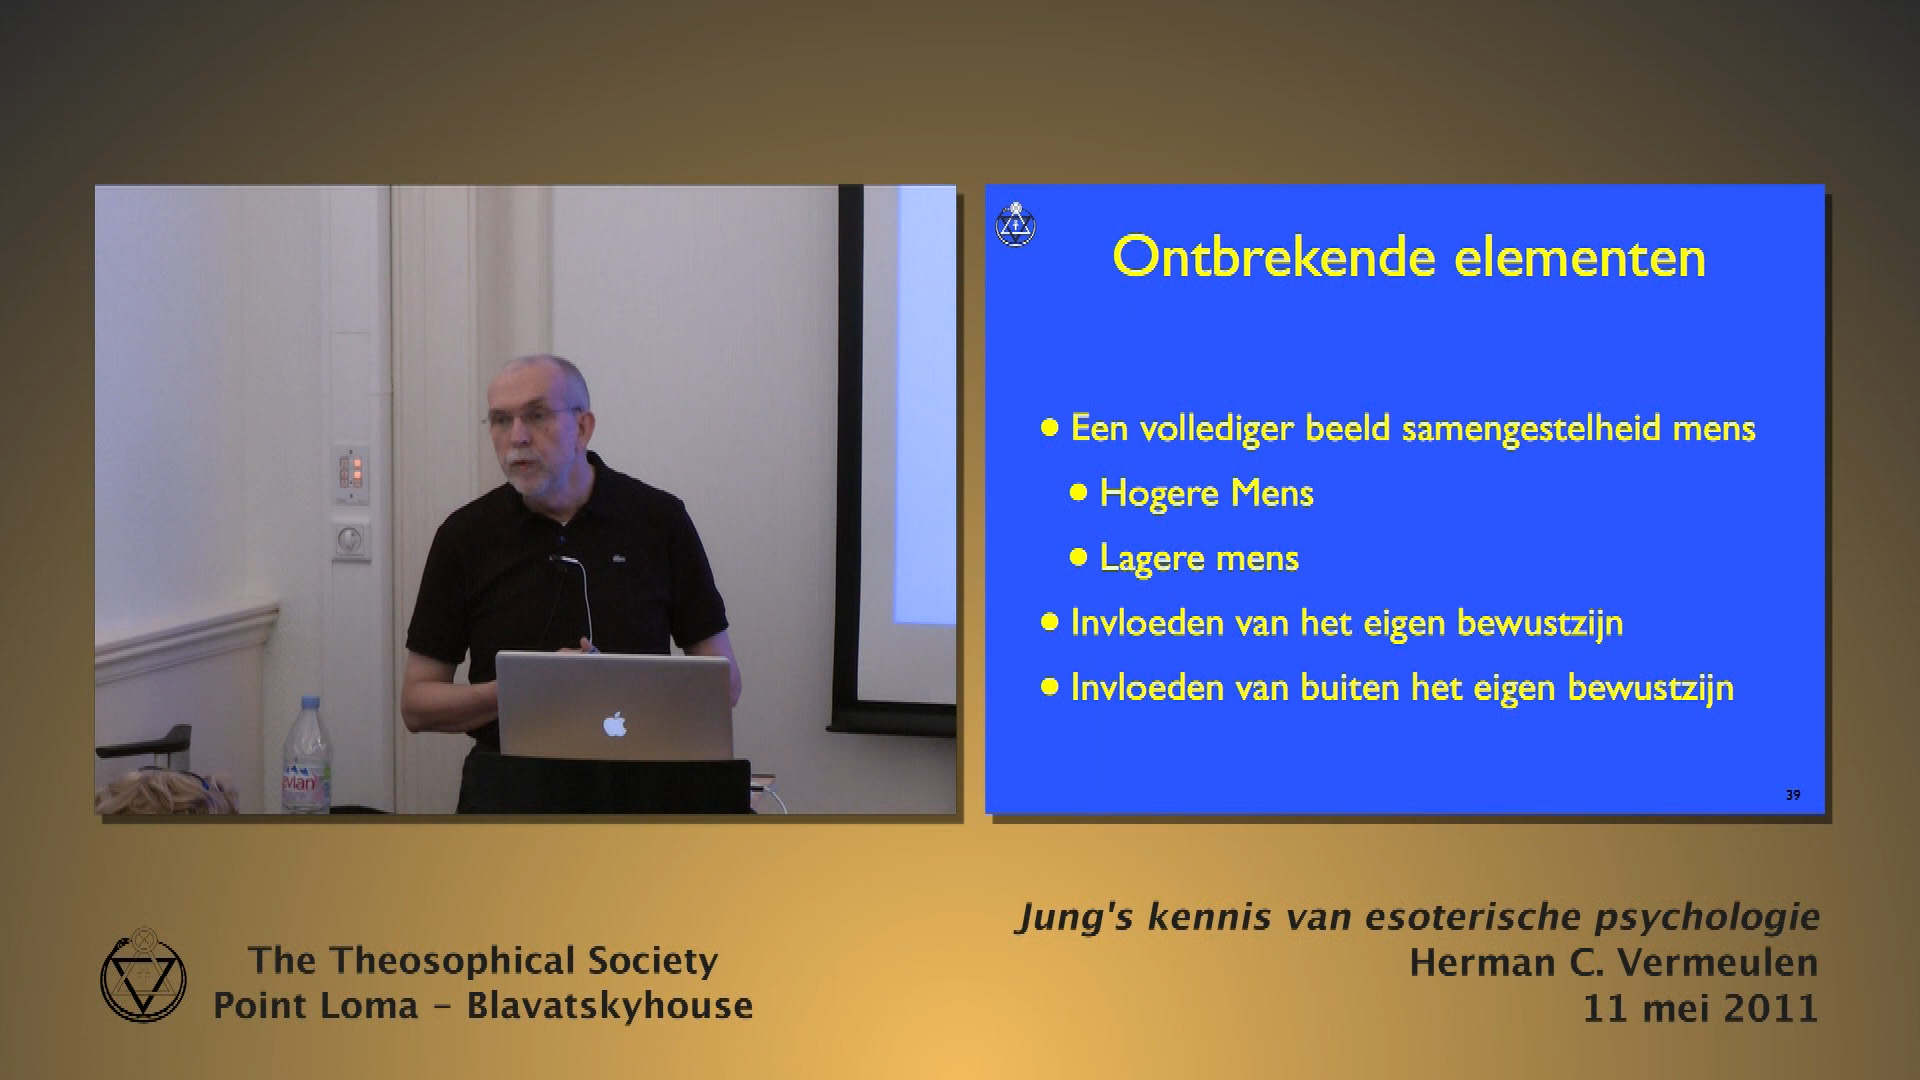 Ontbrekende elementen
Een vollediger beeld samengestelheid mens
Hogere Mens
Lagere mens
Invloeden van het eigen bewustzijn
Invloeden van buiten het eigen bewustzijn
39
evian
The Theosophical Society
Point Loma – Blavatskyhouse
Jung's kennis van esoterische psychologie
Herman C. Vermeulen
11 mei 2011